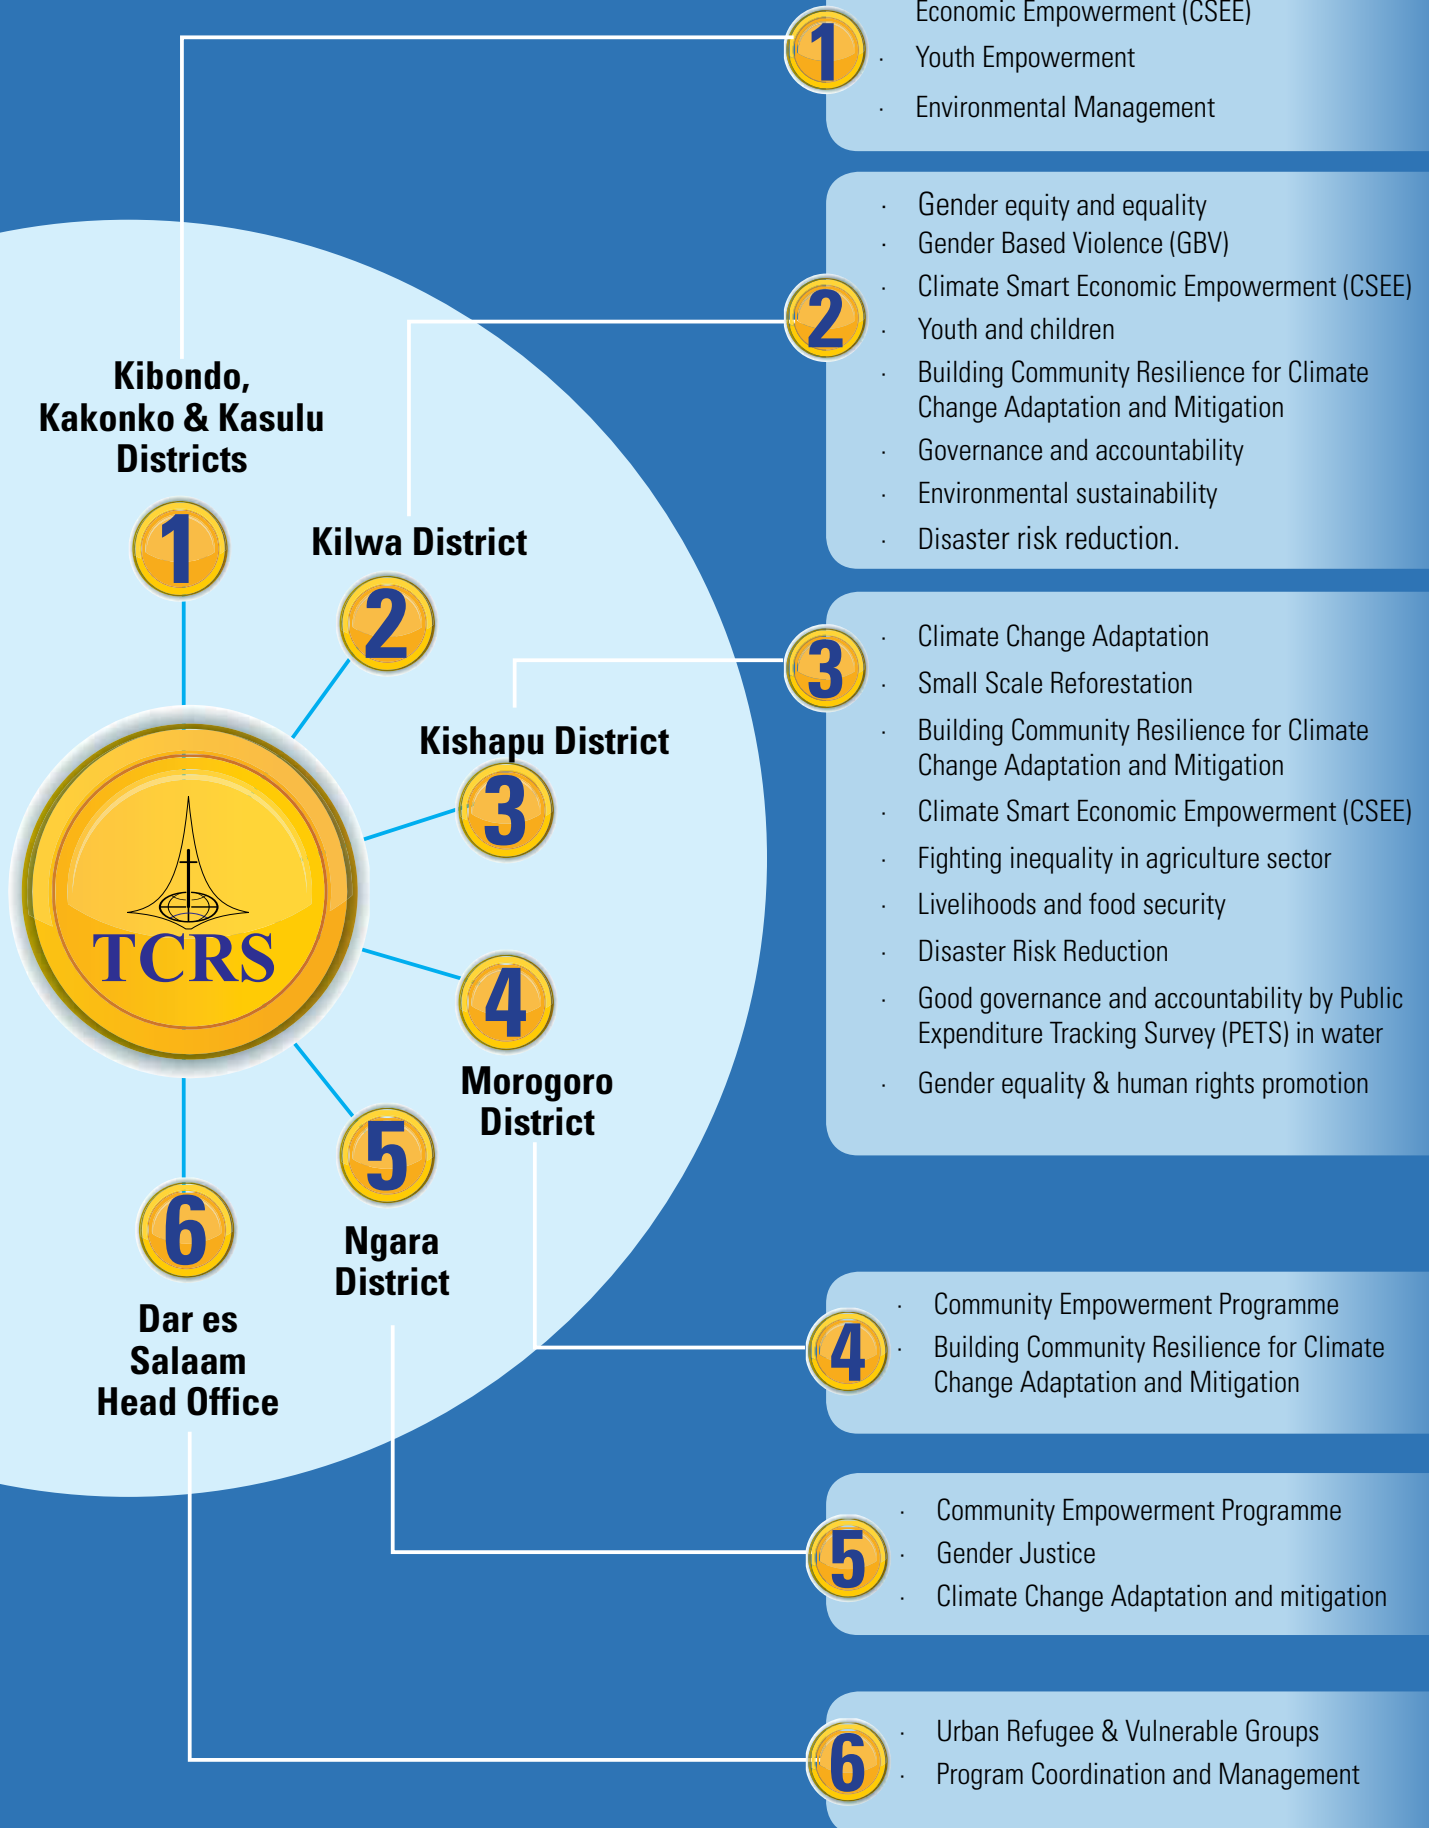 Economic Empowerment (CSEE)
1
· Youth Empowerment
· Environmental Management
· Gender equity and equality
· Gender Based Violence (GBV)
2
· Climate Smart Economic Empowerment (CSEE)
· Youth and children
· Building Community Resilience for Climate
Change Adaptation and Mitigation
· Governance and accountability
· Environmental sustainability
· Disaster risk reduction.
3
· Climate Change Adaptation
· Small Scale Reforestation
· Building Community Resilience for Climate
Change Adaptation and Mitigation
· Climate Smart Economic Empowerment (CSEE)
· Fighting inequality in agriculture sector
· Livelihoods and food security
· Disaster Risk Reduction
· Good governance and accountability by Public
Expenditure Tracking Survey (PETS) in water
· Gender equality & human rights promotion
4
· Community Empowerment Programme
· Building Community Resilience for Climate
Change Adaptation and Mitigation
5
· Community Empowerment Programme
· Gender Justice
· Climate Change Adaptation and mitigation
6
· Urban Refugee & Vulnerable Groups
· Program Coordination and Management
Kibondo,
Kakonko & Kasulu
Districts
1
Kilwa District
2
Kishapu District
3
TCRS
4
Morogoro
District
5
Ngara
District
6
Dar es
Salaam
Head Office